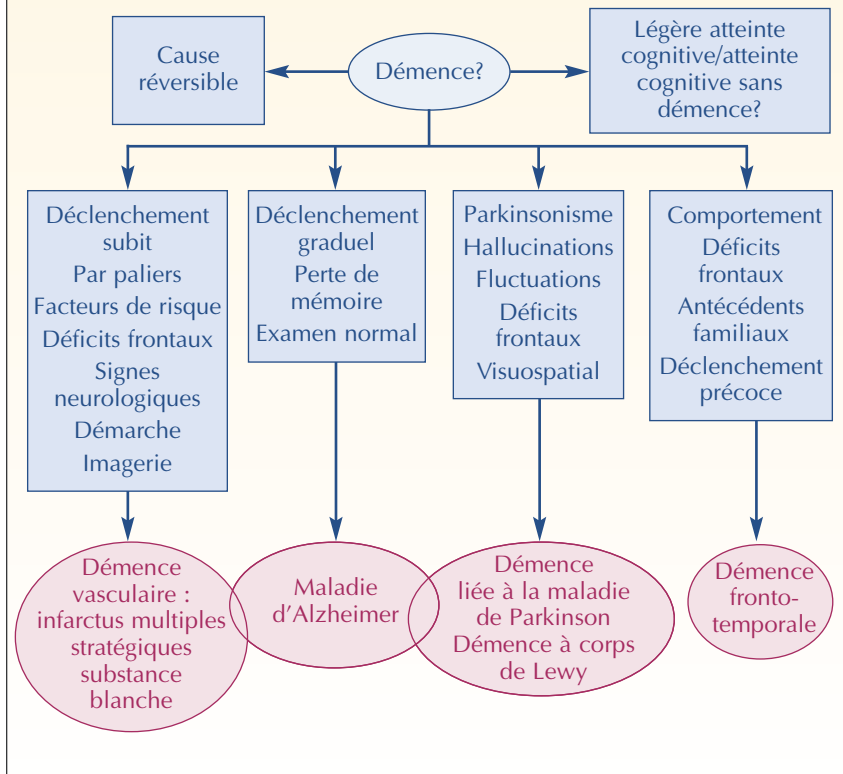 Cause
réversible
Démence?
Légère atteinte
cognitive/atteinte
cognitive sans
démence?
Déclenchement
subit
Par paliers
Facteurs de risque
Déficits frontaux
Signes
neurologiques
Démarche
Imagerie
Déclenchement
graduel
Perte de
mémoire
Examen normal
Parkinsonisme
Hallucinations
Fluctuations
Déficits
frontaux
Visuospatial
Comportement
Déficits
frontaux
Antécédents
familiaux
Déclenchement
précoce
Démence
vasculaire :
infarctus multiples
stratégiques
substance
blanche
Maladie
d'Alzheimer
Démence
liée à la maladie
de Parkinson
Démence à corps
de Lewy
Démence
fronto-
temporale